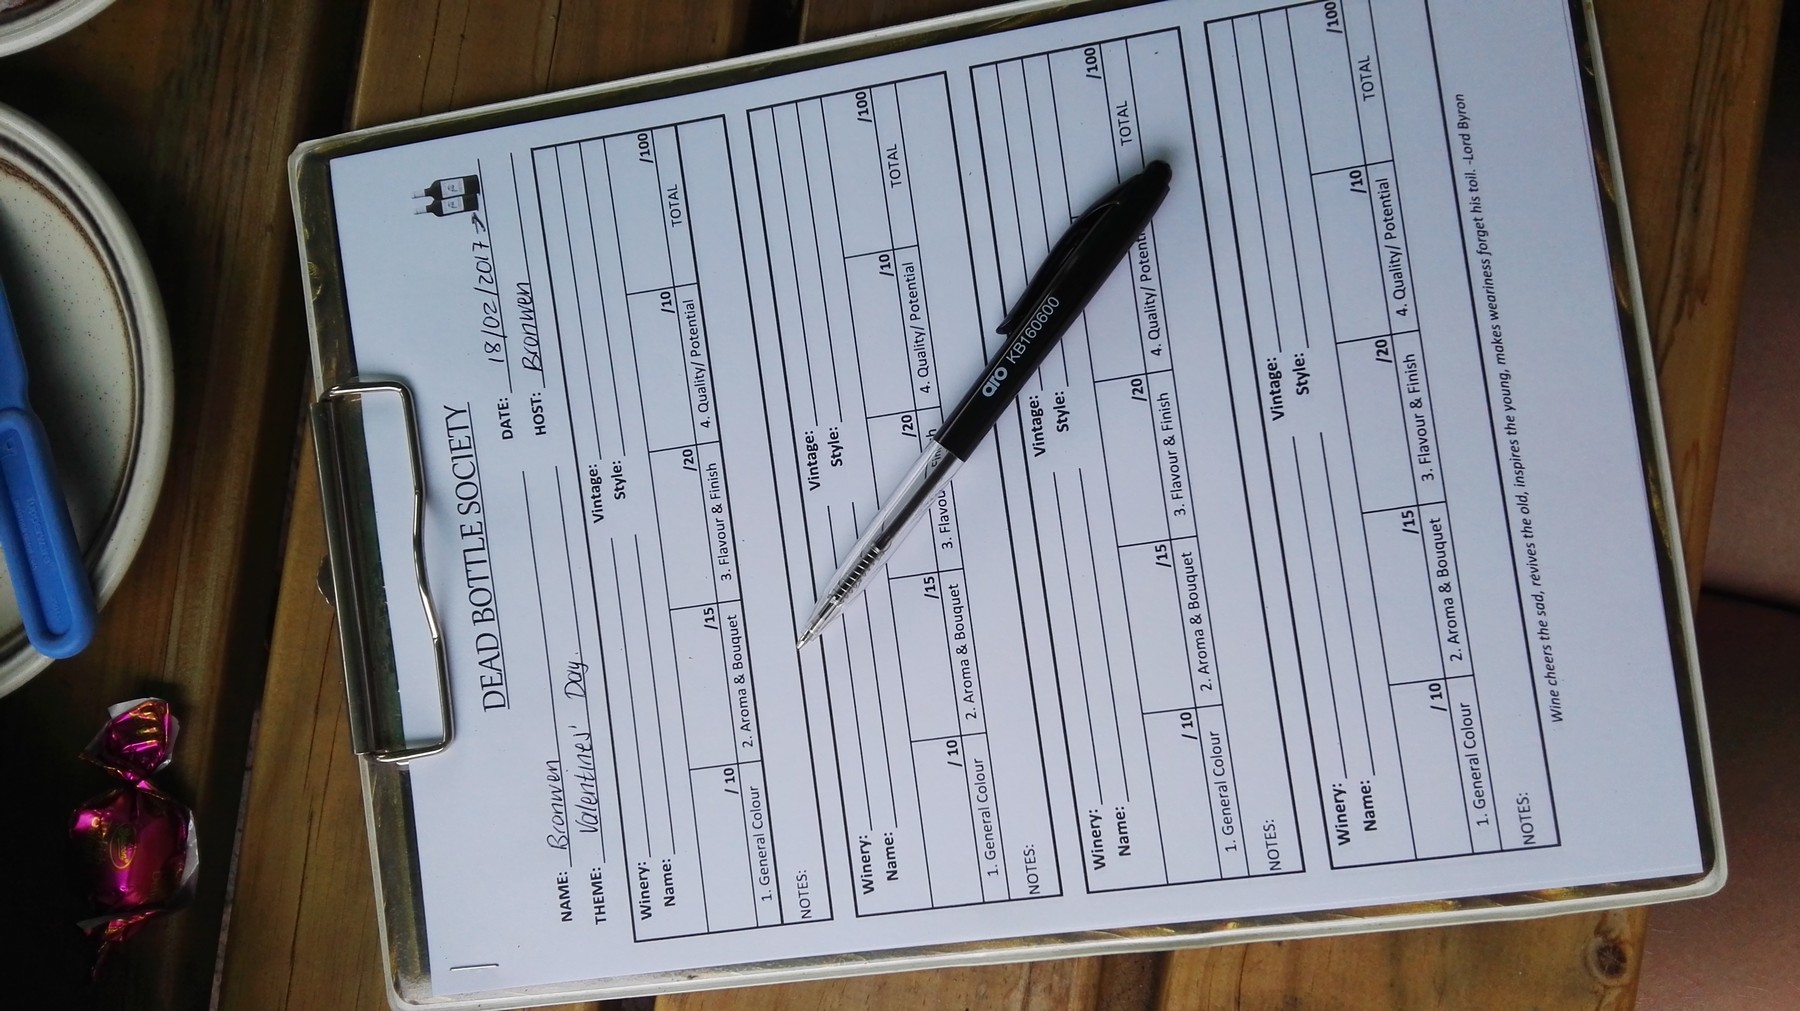 DEAD BOTTLE SOCIETY
NAME: Bronwen DATE: 18/02/2017
THEME: Valentines' Day. HOST: Bronwen
Winery: Vintage:
Name: Style:
/ 10 /15 /20 /10 /100
1. General Colour 2. Aroma & Bouquet 3. Flavour & Finish 4. Quality/ Potential TOTAL
NOTES:
Winery: Vintage:
Name: Style:
/ 10 /15 /20 /10 /100
1. General Colour 2. Aroma & Bouquet 3. Flavou 4. Quality/ Potential TOTAL
NOTES:
Winery: Vintage:
Name: Style:
/ 10 /15 /20 /100
1. General Colour 2. Aroma & Bouquet 3. Flavour & Finish 4. Quality/ Potenti TOTAL
NOTES:
Winery: Vintage:
Name: Style:
/ 10 /15 /20 /10 /100
1. General Colour 2. Aroma & Bouquet 3. Flavour & Finish 4. Quality/ Potential TOTAL
NOTES:
Wine cheers the sad, revives the old, inspires the young, makes weariness forget his toil. -Lord Byron
aro KB160600